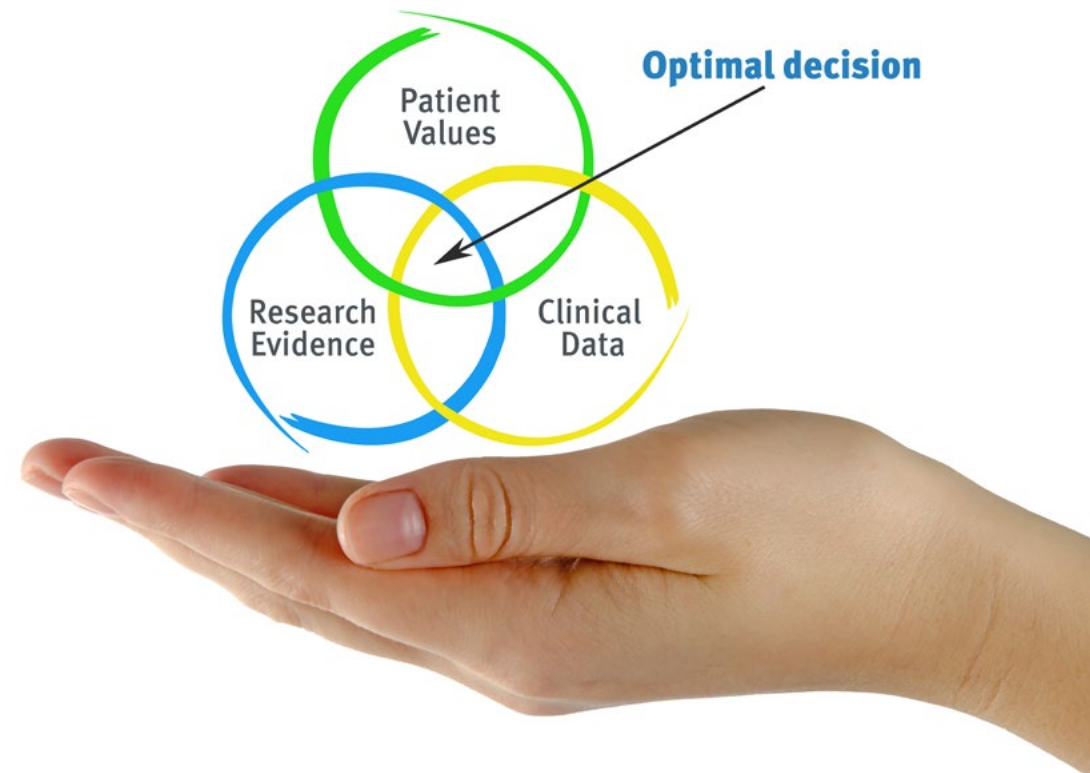 Optimal decision
Patient
Values
Research
Evidence
Clinical
Data